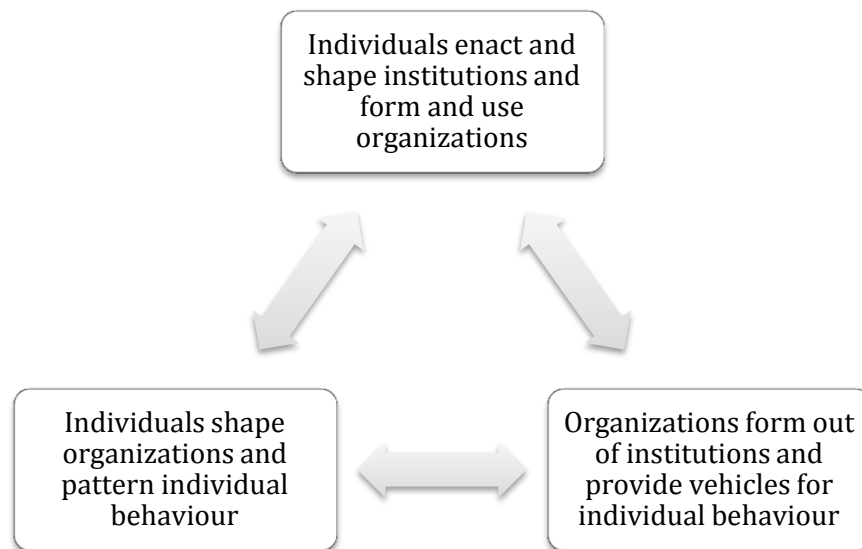 Individuals enact and
shape institutions and
form and use
organizations
Individuals shape
organizations and
pattern individual
behaviour
Organizations form out
of institutions and
provide vehicles for
individual behaviour